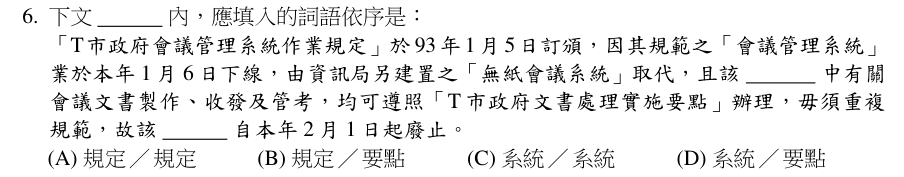 6. 下文 ______ 內，應填入的詞語依序是：
「T市政府會議管理系統作業規定」於93年1月5日訂頒，因其規範之「會議管理系統」
業於本年1月6日下線，由資訊局另建置之「無紙會議系統」取代，且該 ______ 中有關
會議文書製作、收發及管考，均可遵照「T市政府文書處理實施要點」辦理，毋須重複
規範，故該 ______ 自本年2月1日起廢止。
(A) 規定／規定 (B) 規定／要點 (C) 系統／系統 (D) 系統／要點